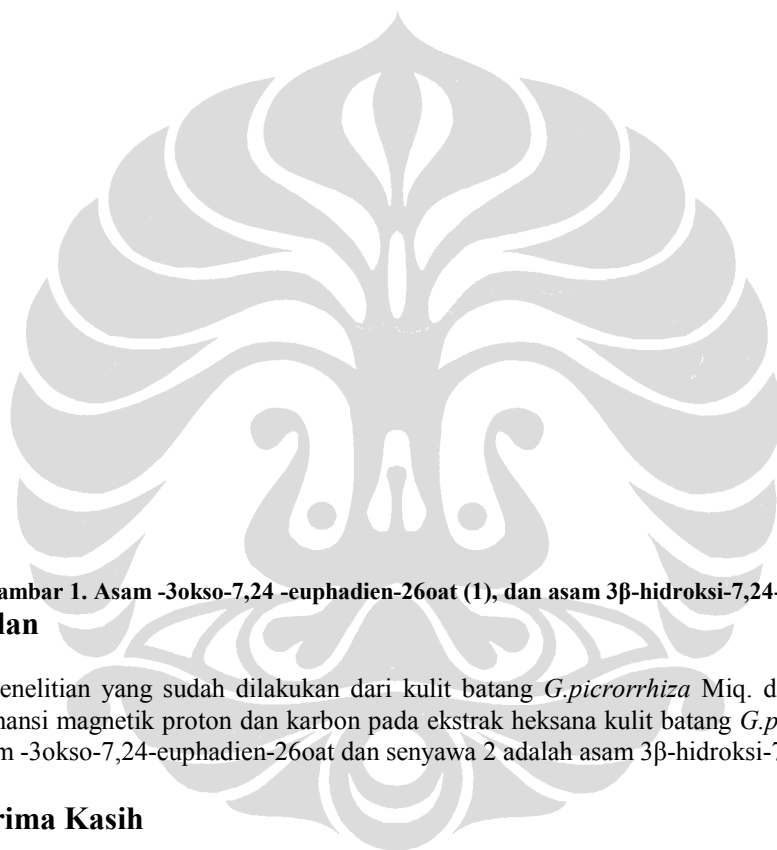 ambar 1. Asam -3okso-7,24 -euphadien-26oat (1), dan asam 3β-hidroksi-7,24-
lan
enelitian yang sudah dilakukan dari kulit batang G.picrorrhiza Miq. d
nansi magnetik proton dan karbon pada ekstrak heksana kulit batang G.p
m -3okso-7,24-euphadien-26oat dan senyawa 2 adalah asam 3β-hidroksi-7
rima Kasih